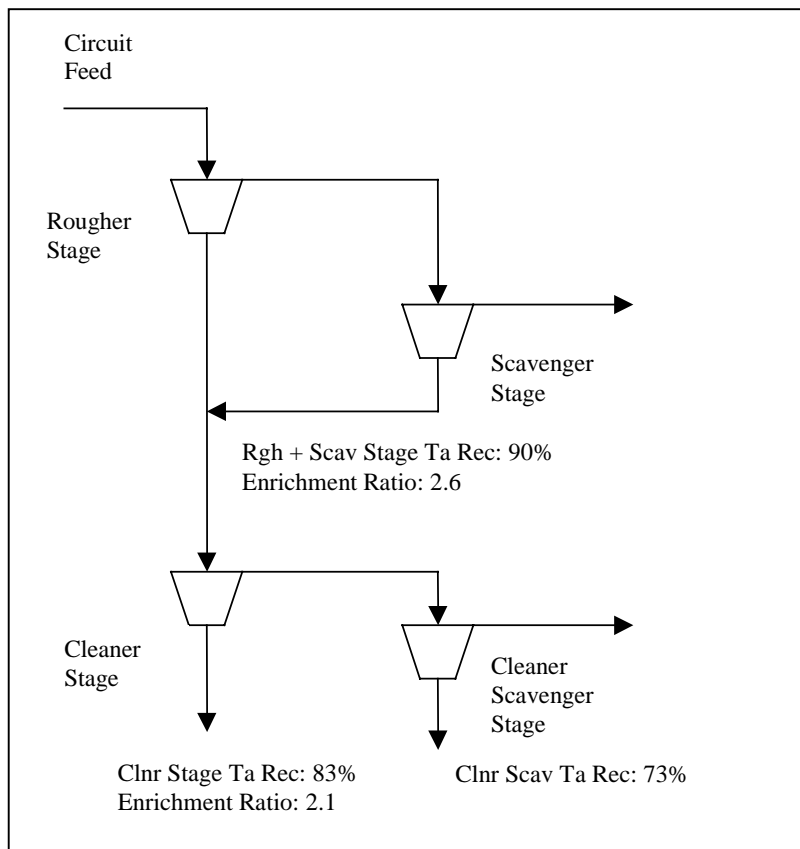 Circuit
Feed
Rougher
Stage
Scavenger
Stage
Rgh + Scav Stage Ta Rec: 90%
Enrichment Ratio: 2.6
Cleaner
Stage
Cleaner
Scavenger
Stage
Clnr Stage Ta Rec: 83%
Enrichment Ratio: 2.1
Clnr Scav Ta Rec: 73%